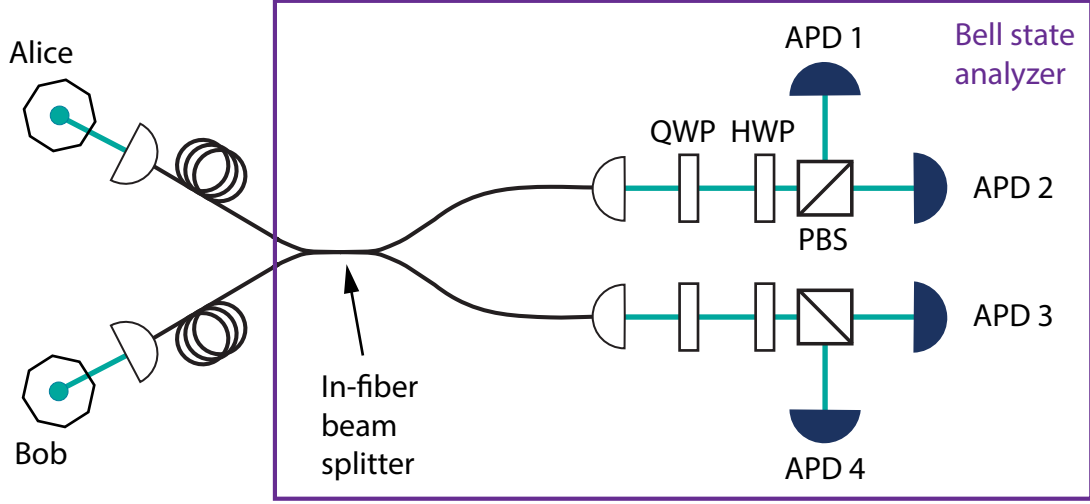 Alice
Bob
In-fiber
beam
splitter
QWP
HWP
PBS
APD 1
APD 2
APD 3
APD 4
Bell state
analyzer